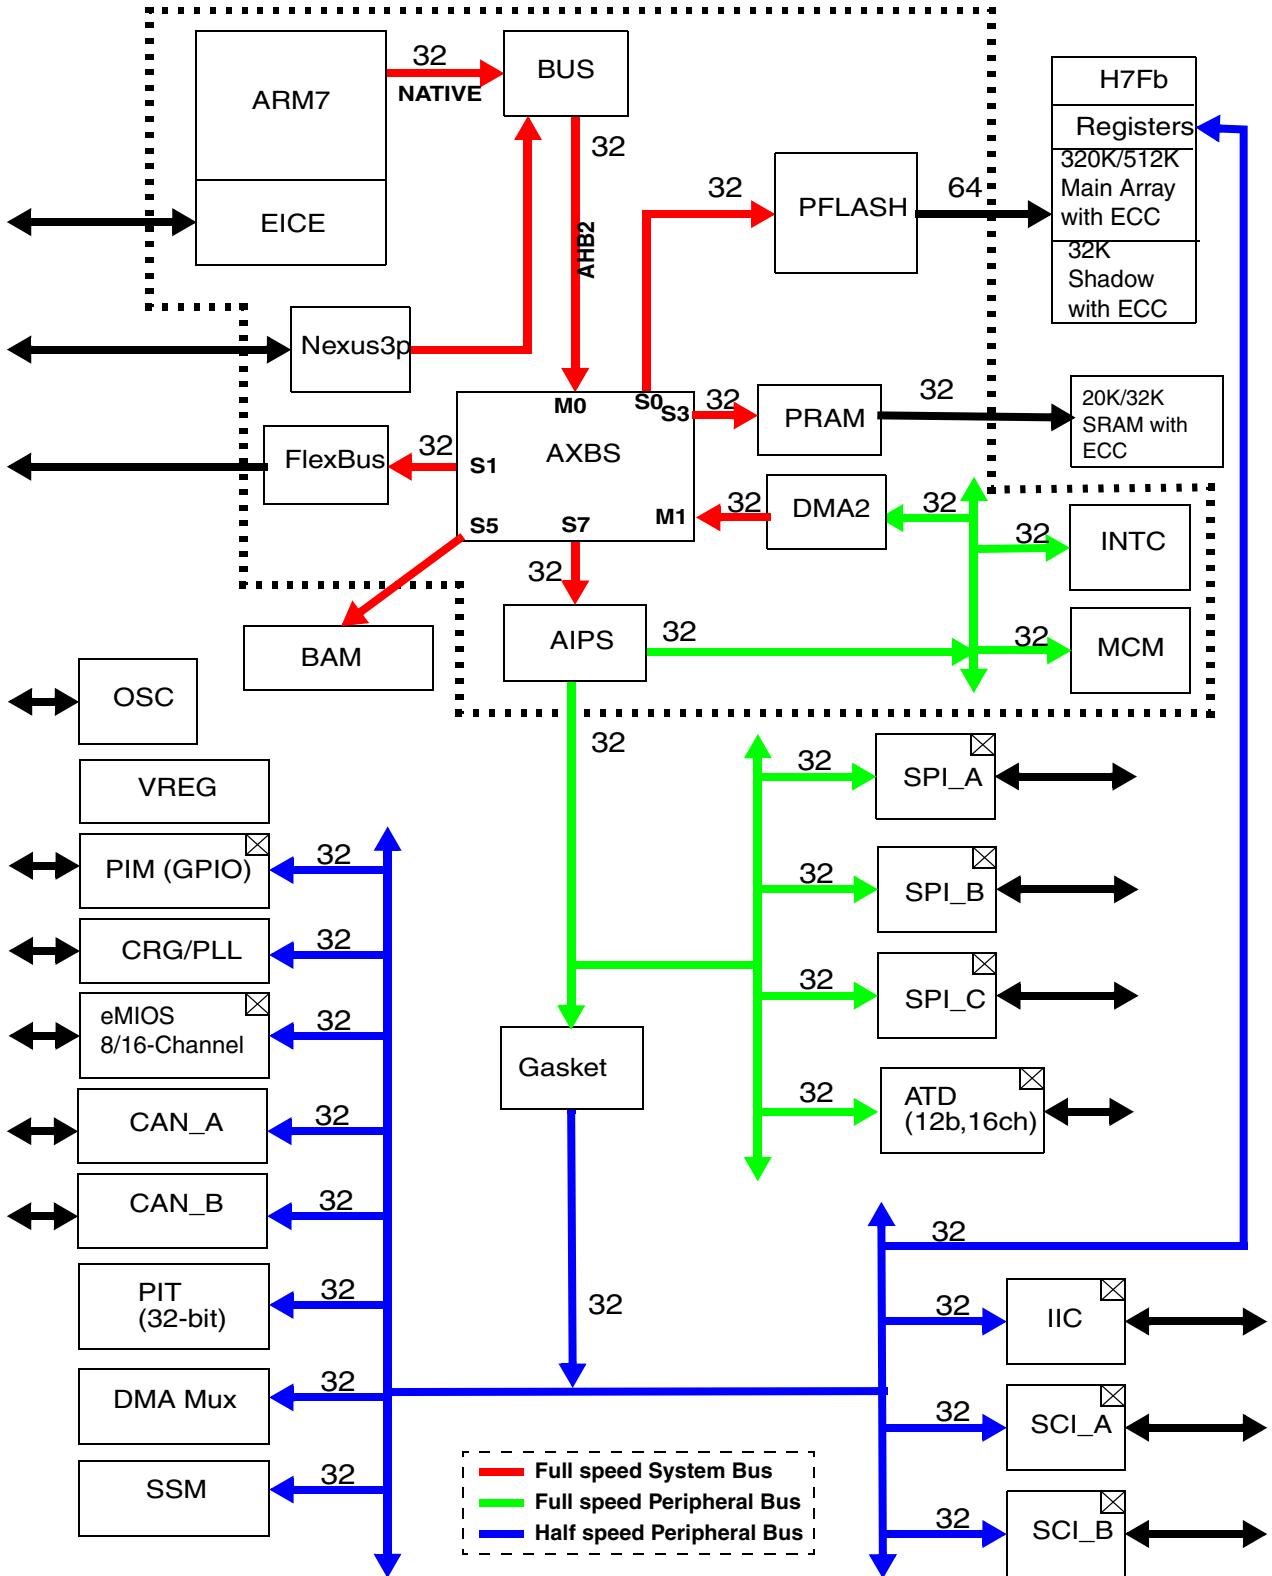 ARM7
EICE
32
NATIVE
BUS
32
AHB2
32
PFLASH
64
H7Fb
Registers
320K/512K
Main Array
with ECC
32K
Shadow
with ECC
Nexus3p
FlexBus
32
M0
S0
S3
S1
AXBS
M1
S5
S7
32
PRAM
32
20K/32K
SRAM with
ECC
32
DMA2
32
32
INTC
32
MCM
32
AIPS
32
BAM
OSC
VREG
PIM (GPIO)
32
CRG/PLL
32
eMIOS
8/16-Channel
32
CAN_A
32
CAN_B
32
PIT
(32-bit)
32
DMA Mux
32
SSM
32
32
Gasket
32
32
SPI_A
32
SPI_B
32
SPI_C
32
ATD
(12b,16ch)
32
32
IIC
32
SCI_A
32
SCI_B
Full speed System Bus
Full speed Peripheral Bus
Half speed Peripheral Bus